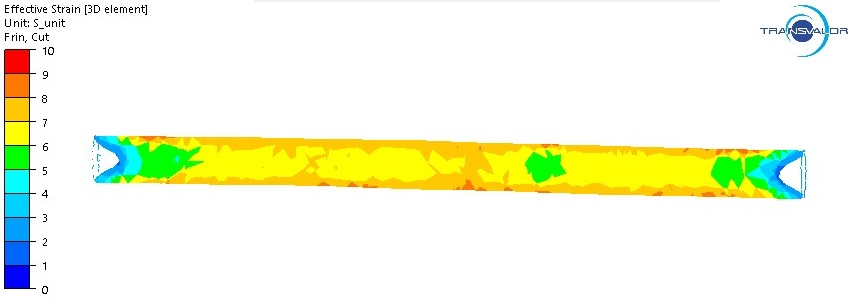 Effective Strain [3D element]
Unit: S_unit
Frin, Cut
TRANSVALOR
10
9
8
7
6
5
4
3
2
1
0